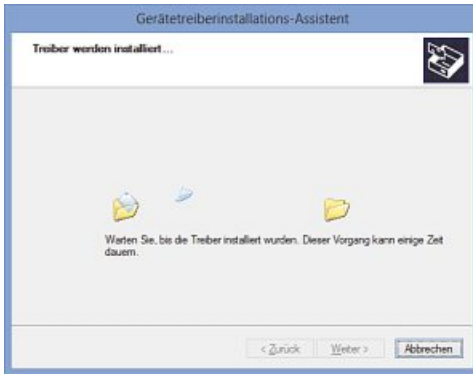 Gerätetreiberinstallations-Assistent
Treiber werden installiert...
Warten Sie, bis die Treiber installiert wurden. Dieser Vorgang kann einige Zeit
dauern.
< Zurück Weiter > Abbrechen